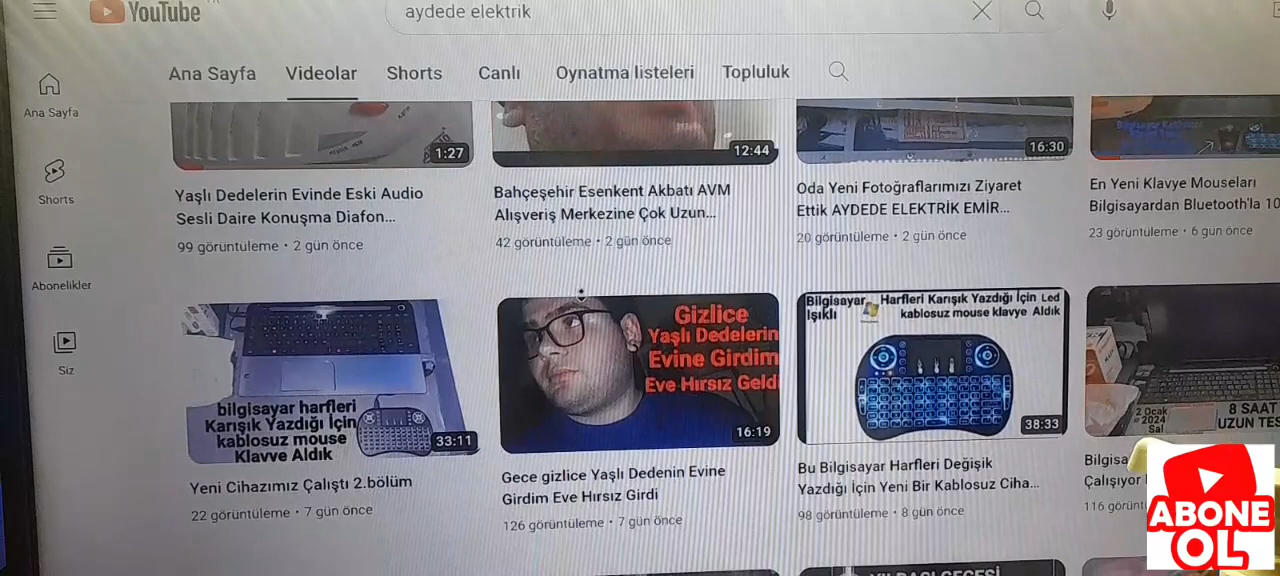 YouTube
aydede elektrik
Ana Sayfa
Videolar
Shorts
Canlı
Oynatma listeleri
Topluluk
Ana Sayfa
Shorts
Abonelikler
Siz
1:27
12:44
16:30
Yaşlı Dedelerin Evinde Eski Audio
Sesli Daire Konuşma Diafon...
99 görüntüleme • 2 gün önce
Bahçeşehir Esenkent Akbatı AVM
Alışveriş Merkezine Çok Uzun...
42 görüntüleme • 2 gün önce
Oda Yeni Fotoğraflarımızı Ziyaret
Ettik AYDEDE ELEKTRİK EMİR...
20 görüntüleme • 2 gün önce
En Yeni Klavye Mouseları
Bilgisayardan Bluetooth'la 10
23 görüntüleme • 6 gün önce
bilgisayar harfleri
Karışık Yazdığı İçin
kablosuz mouse
Klavve Aldık
33:11
Yeni Cihazımız Çalıştı 2.bölüm
22 görüntüleme • 7 gün önce
Gizlice
Yaşlı Dedelerin
Evine Girdim
Eve Hırsız Geldi
16:19
Gece gizlice Yaşlı Dedenin Evine
Girdim Eve Hırsız Girdi
126 görüntüleme • 7 gün önce
Bilgisayar Harfleri Karışık Yazdığı İçin Led
Işıklı kablosuz mouse klavye Aldık
38:33
Bu Bilgisayar Harfleri Değişik
Yazdığı İçin Yeni Bir Kablosuz Ciha...
98 görüntüleme • 8 gün önce
2 Ocak
2024
Sal
8 SAAT
UZUN TES
Bilgisa
Çalışıyor
116 görünt
ABONE
OL